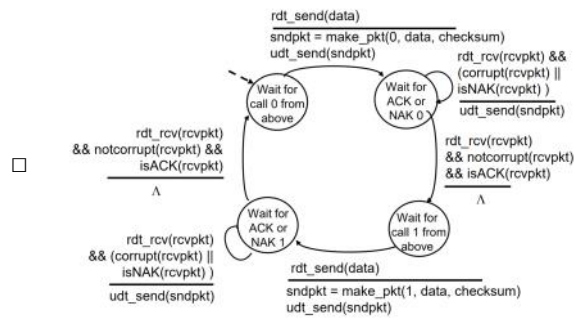 rdt_send(data)
sndpkt = make_pkt(0, data, checksum)
udt_send(sndpkt)
Wait for
call 0 from
above
Wait for
ACK or
NAK 0
rdt_rcv(rcvpkt) &&
(corrupt(rcvpkt) ||
isNAK(rcvpkt) )
udt_send(sndpkt)
rdt_rcv(rcvpkt)
&& notcorrupt(rcvpkt) &&
isACK(rcvpkt)
Λ
rdt_rcv(rcvpkt)
&& notcorrupt(rcvpkt)
&& isACK(rcvpkt)
Λ
Wait for
ACK or
NAK 1
Wait for
call 1 from
above
rdt_rcv(rcvpkt)
&& (corrupt(rcvpkt) ||
isNAK(rcvpkt) )
udt_send(sndpkt)
rdt_send(data)
sndpkt = make_pkt(1, data, checksum)
udt_send(sndpkt)